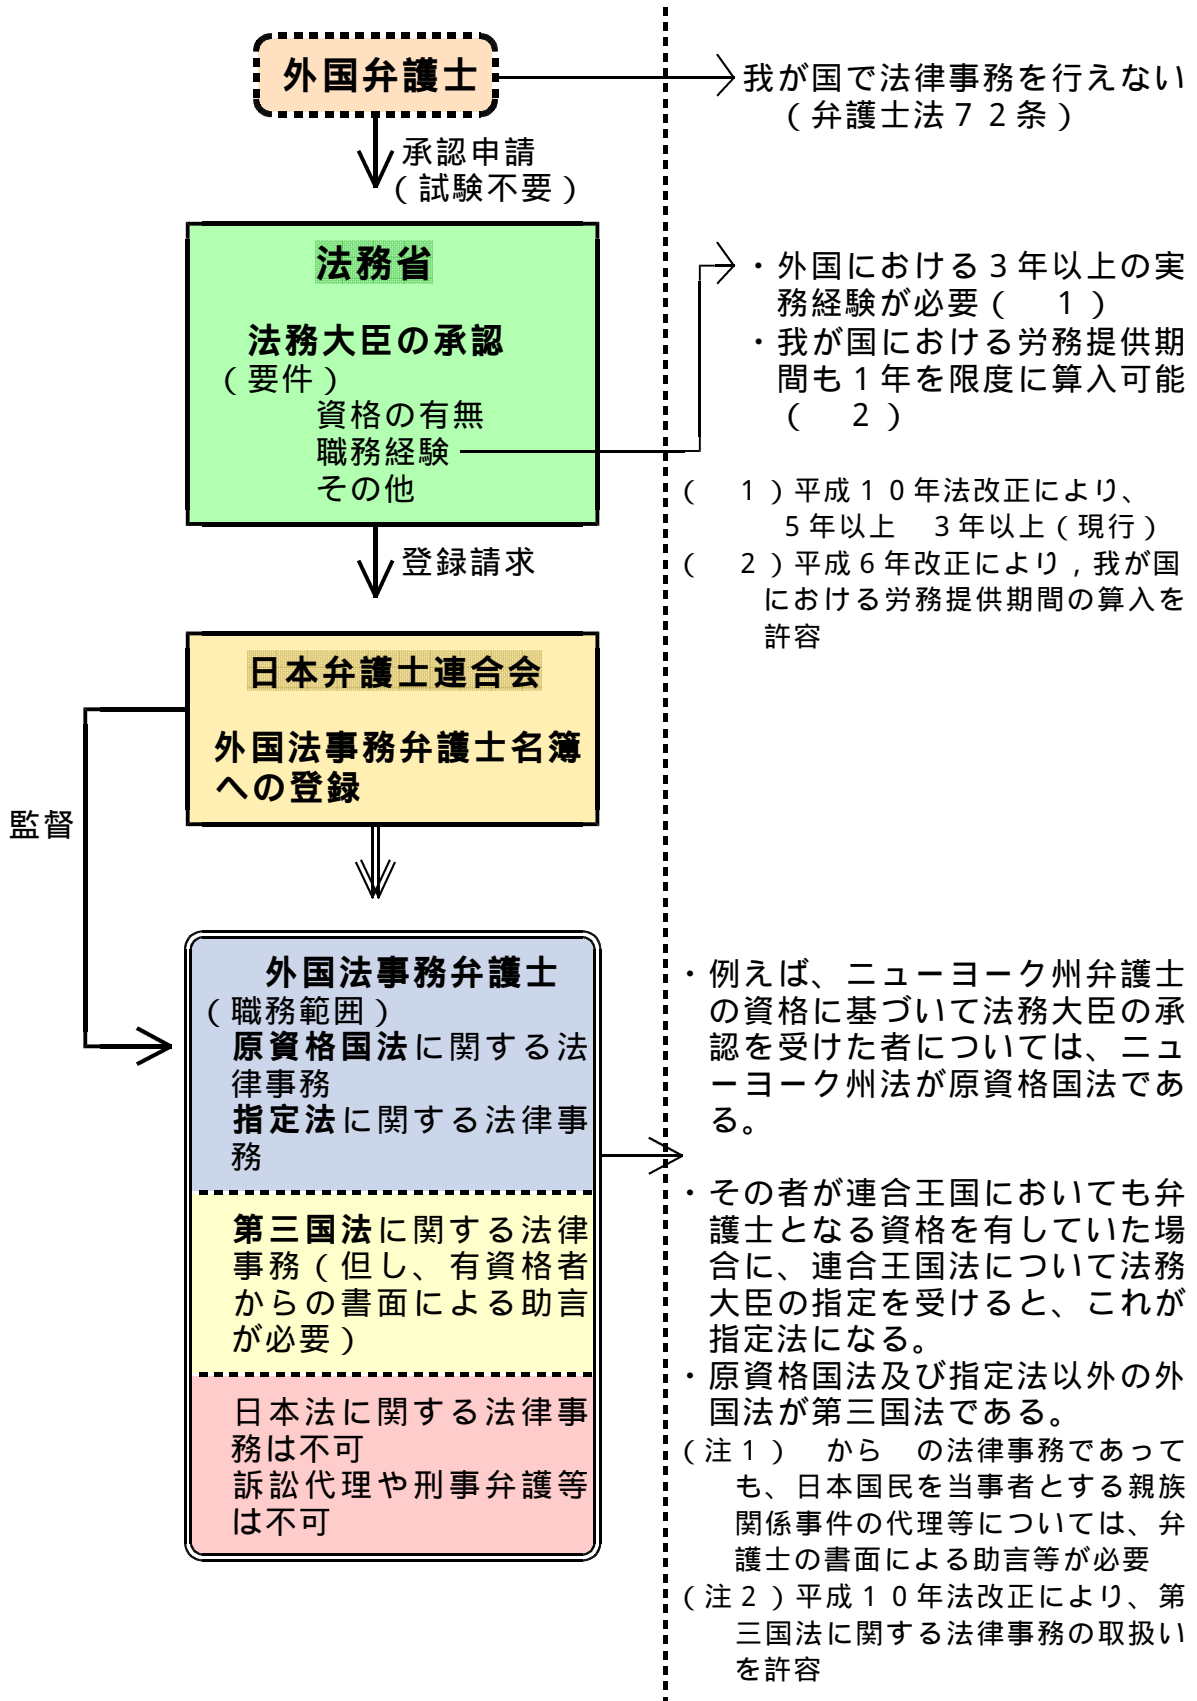 外国弁護士
我が国で法律事務を行えない
(弁護士法７２条)
承認申請
(試験不要)
法務省
法務大臣の承認
(要件)
資格の有無
職務経験
その他
・外国における３年以上の実
務経験が必要(　１)
・我が国における労務提供期
間も１年を限度に算入可能
(　２)
(　１)平成１０年法改正により、
５年以上　３年以上(現行)
(　２)平成６年改正により,我が国
における労務提供期間の算入を
許容
登録請求
日本弁護士連合会
外国法事務弁護士名簿
への登録
監督
外国法事務弁護士
(職務範囲)
原資格国法に関する法
律事務
指定法に関する法律事
務
第三国法に関する法律
事務(但し、有資格者
からの書面による助言
が必要)
日本法に関する法律事
務は不可
訴訟代理や刑事弁護等
は不可
・例えば、ニューヨーク州弁護士
の資格に基づいて法務大臣の承
認を受けた者については、ニュ
ーヨーク州法が原資格国法であ
る。
・その者が連合王国においても弁
護士となる資格を有していた場
合に、連合王国法について法務
大臣の指定を受けると、これが
指定法になる。
・原資格国法及び指定法以外の外
国法が第三国法である。
(注１)　から　の法律事務であって
も、日本国民を当事者とする親族
関係事件の代理等については、弁
護士の書面による助言等が必要
(注２)平成１０年法改正により、第
三国法に関する法律事務の取扱い
を許容